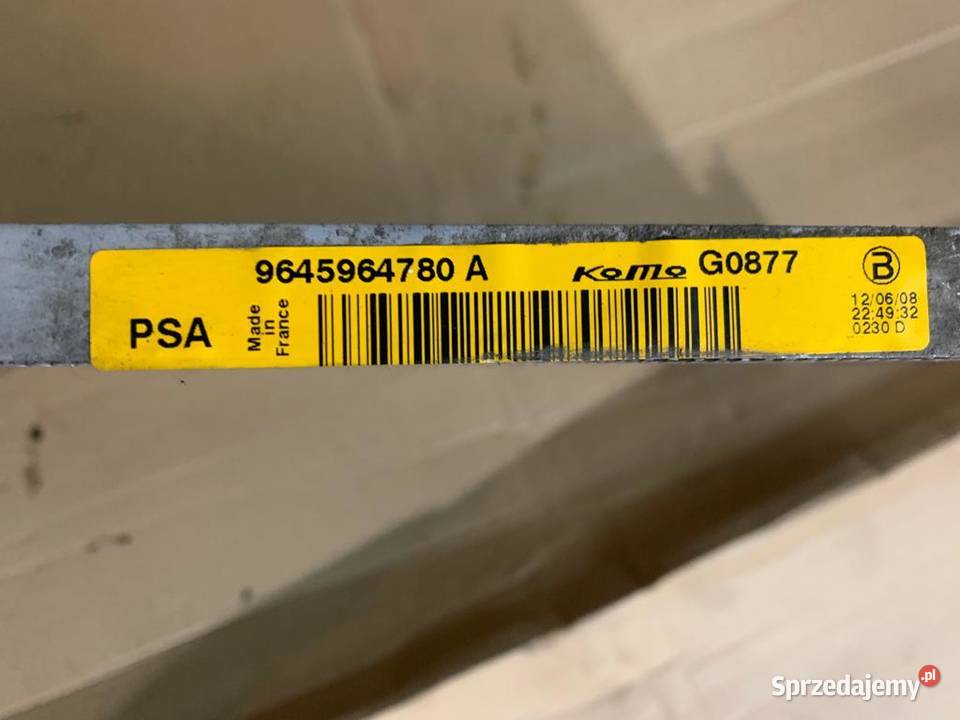 9645964780 A KoMo G0877 B
PSA
Made
in
France
12/06/08
22:49:32
0230 D
Sprzedajemy.pl